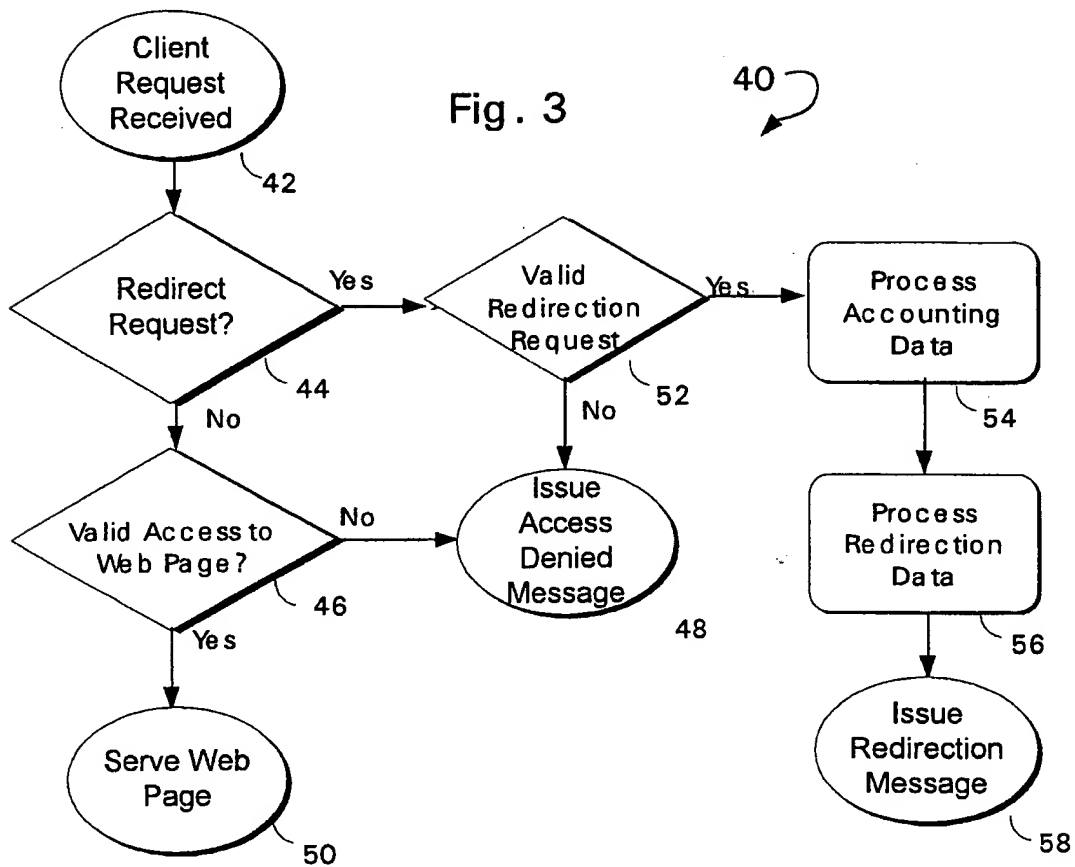 Client
Request
Received
42
Fig. 3
40
Redirect
Request?
44
Yes
No
Valid
Redirection
Request
52
Yes
No
Process
Accounting
Data
54
Valid Access to
Web Page?
46
No
Yes
Issue
Access
Denied
Message
48
Process
Redirection
Data
56
Serve Web
Page
50
Issue
Redirection
Message
58